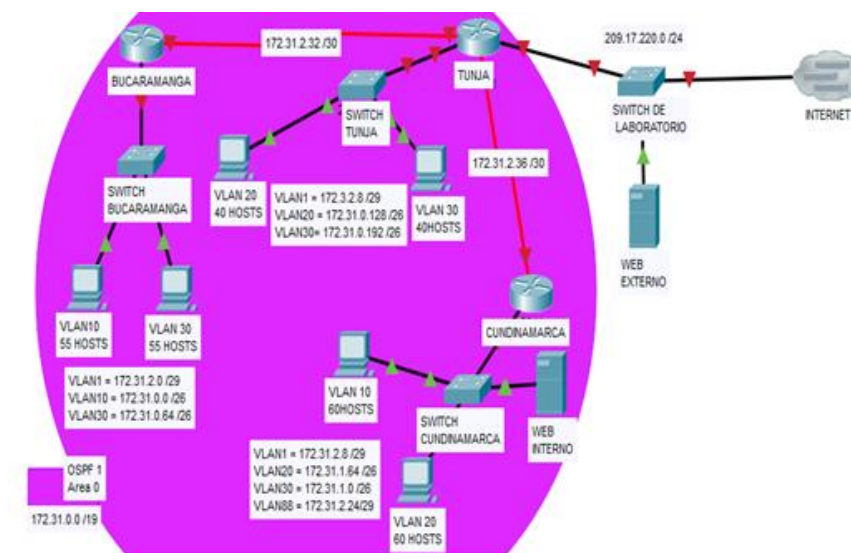 172.31.2.32 /30
BUCARAMANGA
TUNJA
209.17.220.0 /24
SWITCH DE
LABORATORIO
INTERNET
SWITCH
TUNJA
172.31.2.36 /30
SWITCH
BUCARAMANGA
VLAN 20
40 HOSTS
VLAN1 = 172.3.2.8 /29
VLAN20 = 172.31.0.128 /26
VLAN30= 172.31.0.192 /26
VLAN 30
40HOSTS
WEB
EXTERNO
CUNDINAMARCA
VLAN10
55 HOSTS
VLAN 30
55 HOSTS
VLAN1 = 172.31.2.0 /29
VLAN10 = 172.31.0.0 /26
VLAN30 = 172.31.0.64 /26
VLAN 10
60HOSTS
SWITCH
CUNDINAMARCA
WEB
INTERNO
VLAN1 = 172.31.2.8 /29
VLAN20 = 172.31.1.64 /26
VLAN30 = 172.31.1.0 /26
VLAN88 = 172.31.2.24/29
VLAN 20
60 HOSTS
OSPF 1
Area 0
172.31.0.0 /19